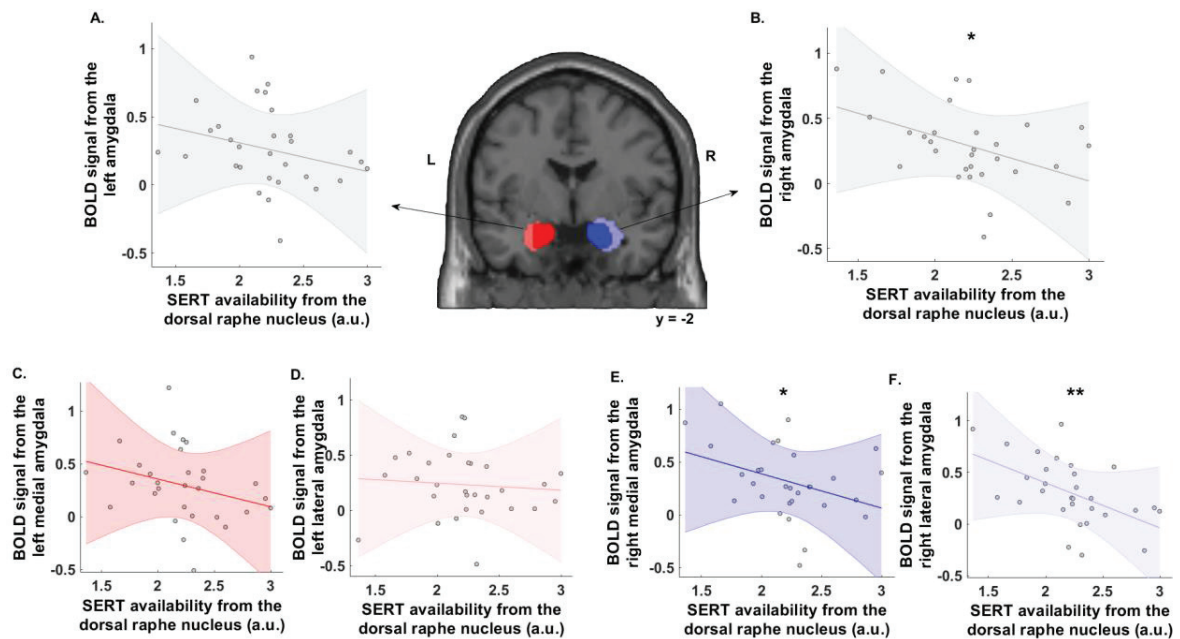 A.
BOLD signal from the
left amygdala
1
0.5
0
-0.5
1.5
2
2.5
3
SERT availability from the
dorsal raphe nucleus (a.u.)
L
R
y = -2
B.
*
BOLD signal from the
right amygdala
1
0.5
0
-0.5
1.5
2
2.5
3
SERT availability from the
dorsal raphe nucleus (a.u.)
C.
BOLD signal from the
left medial amygdala
1
0.5
0
-0.5
1.5
2
2.5
3
SERT availability from the
dorsal raphe nucleus (a.u.)
D.
BOLD signal from the
left lateral amygdala
1
0.5
0
-0.5
1.5
2
2.5
3
SERT availability from the
dorsal raphe nucleus (a.u.)
E.
*
BOLD signal from the
right medial amygdala
1
0.5
0
-0.5
1.5
2
2.5
3
SERT availability from the
dorsal raphe nucleus (a.u.)
F.
**
BOLD signal from the
right lateral amygdala
1
0.5
0
-0.5
1.5
2
2.5
3
SERT availability from the
dorsal raphe nucleus (a.u.)